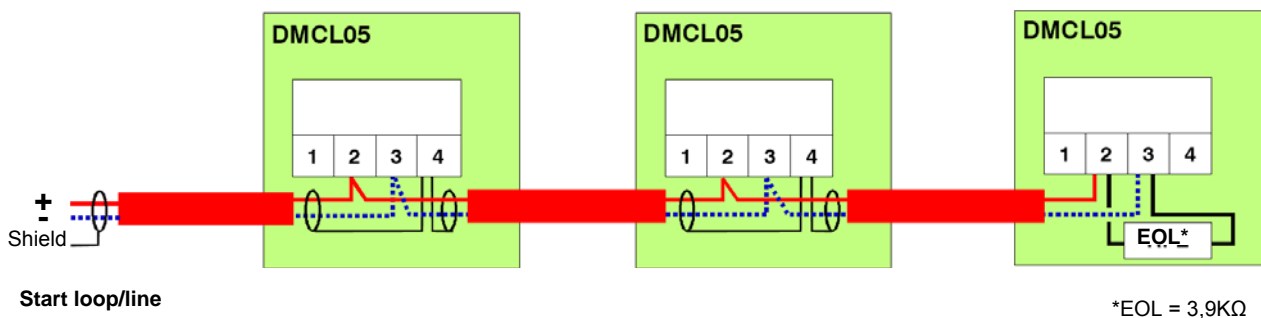 DMCL05 DMCL05 DMCL05
1 2 3 4 1 2 3 4 1 2 3 4
+
-
Shield
EOL*
Start loop/line
*EOL = 3,9KΩ